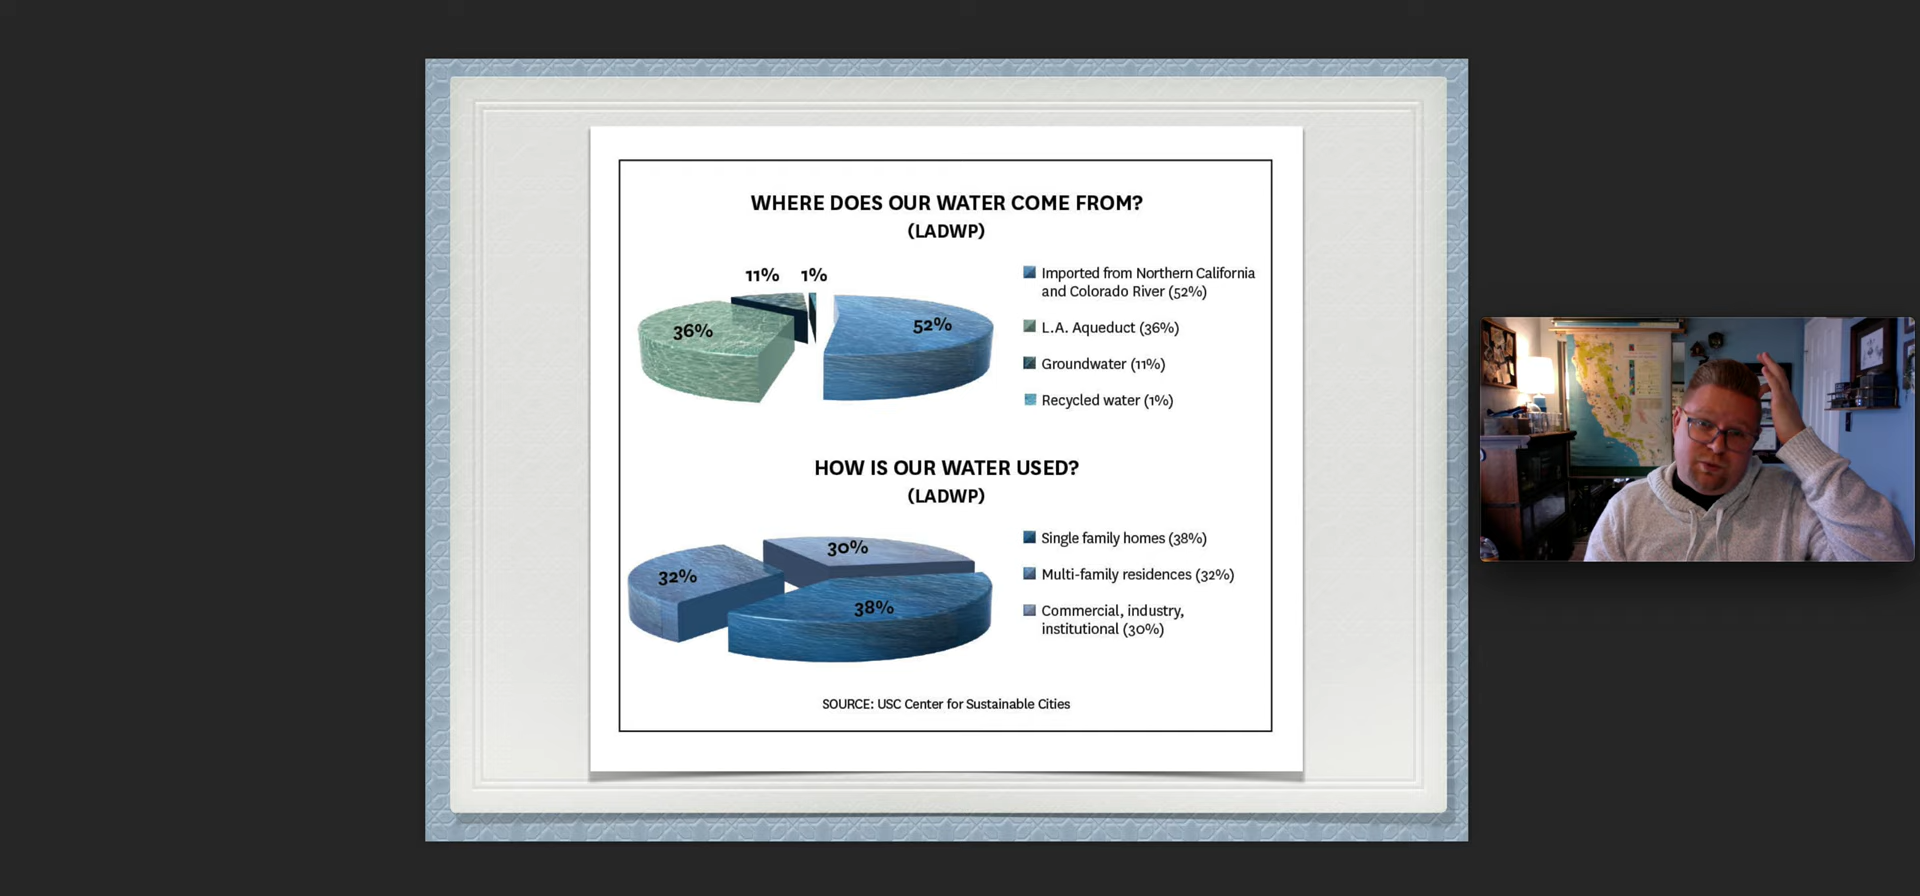 WHERE DOES OUR WATER COME FROM?
(LADWP)
11% 1%
36%
52%
Imported from Northern California
and Colorado River (52%)
L.A. Aqueduct (36%)
Groundwater (11%)
Recycled water (1%)
HOW IS OUR WATER USED?
(LADWP)
30%
32%
38%
Single family homes (38%)
Multi-family residences (32%)
Commercial, industry,
institutional (30%)
SOURCE: USC Center for Sustainable Cities